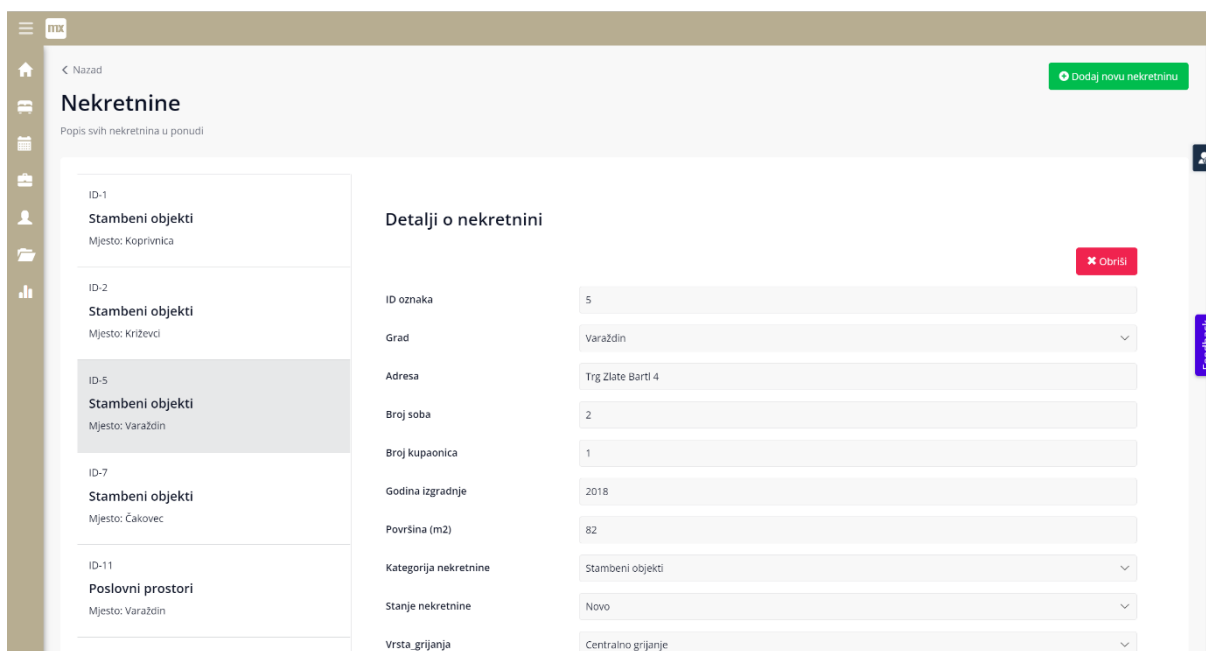 mx
Nazad
Dodaj novu nekretninu
Nekretnine
Popis svih nekretnina u ponudi
ID-1
Stambeni objekti
Mjesto: Koprivnica
ID-2
Stambeni objekti
Mjesto: Križevci
ID-5
Stambeni objekti
Mjesto: Varaždin
ID-7
Stambeni objekti
Mjesto: Čakovec
ID-11
Poslovni prostori
Mjesto: Varaždin
Detalji o nekretnini
Obriši
ID oznaka 5
Grad Varaždin
Adresa Trg Zlate Bartl 4
Broj soba 2
Broj kupaonica 1
Godina izgradnje 2018
Površina (m2) 82
Kategorija nekretnine Stambeni objekti
Stanje nekretnine Novo
Vrsta_grijanja Centralno grijanje